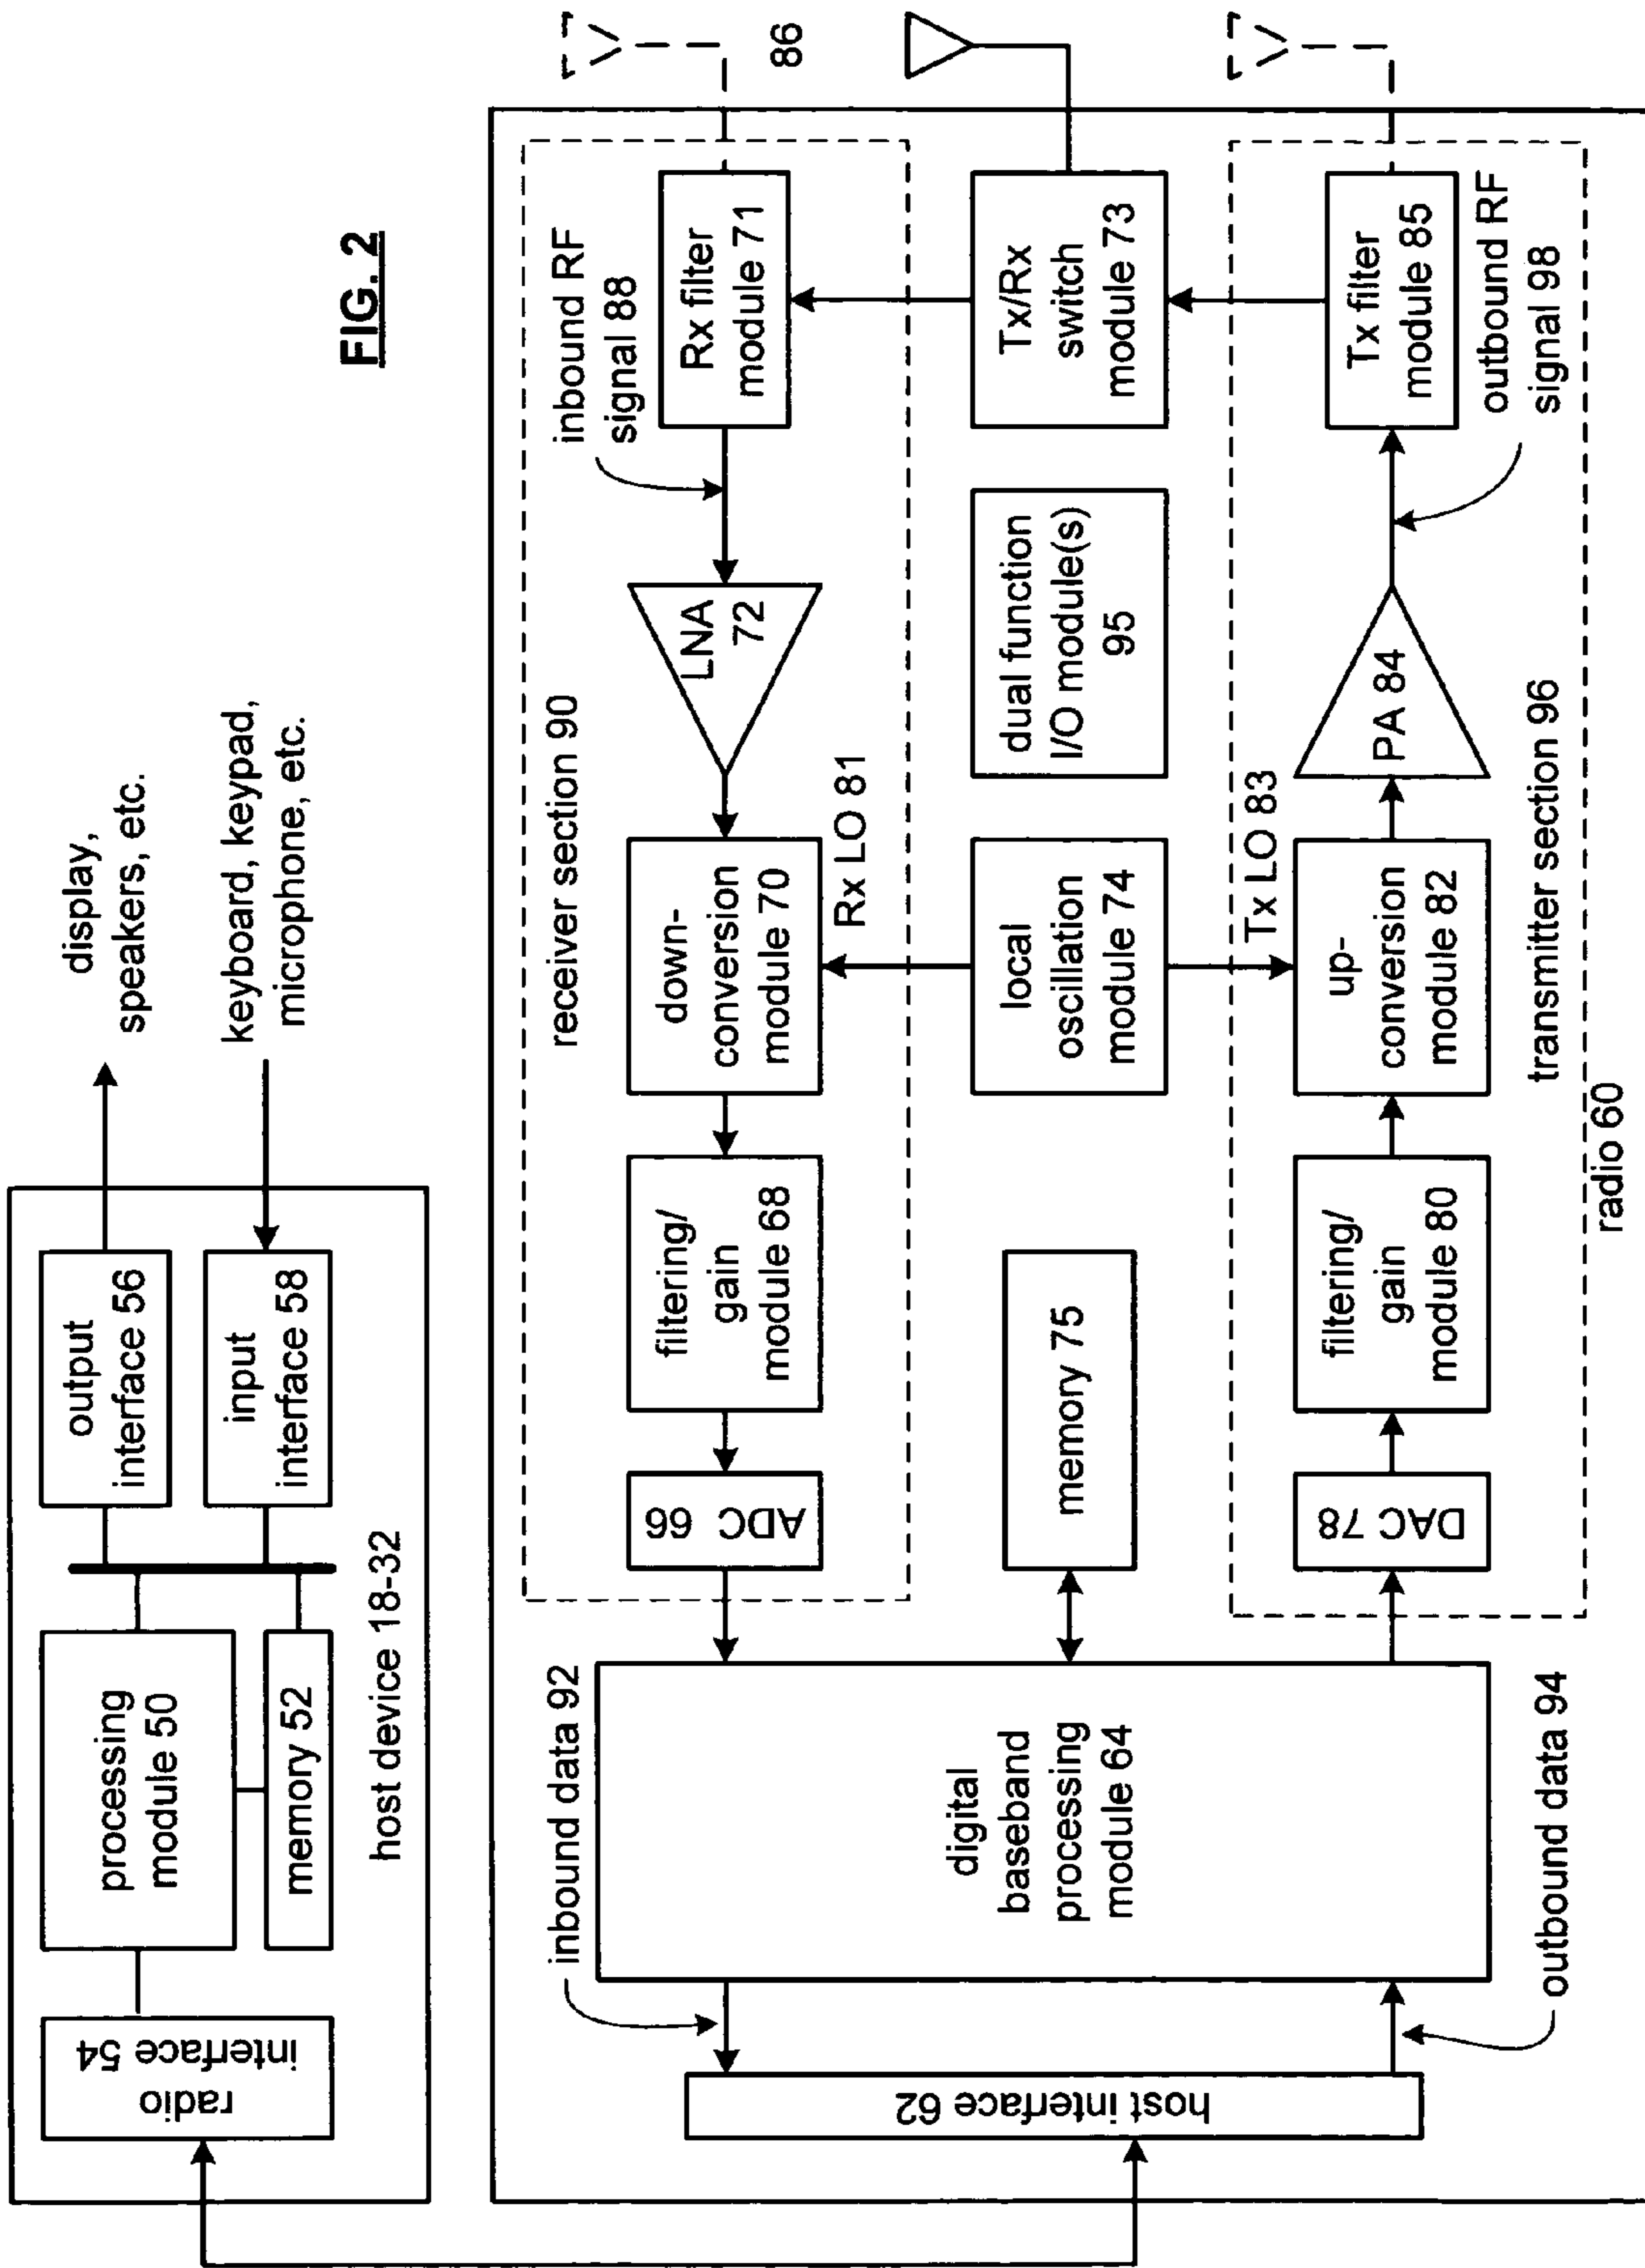 FIG. 2
radio
interface 54
processing
module 50
memory 52
output
interface 56
input
interface 58
display,
speakers, etc.
keyboard, keypad,
microphone, etc.
host device 18-32
host interface 62
inbound data 92
digital
baseband
processing
module 64
outbound data 94
receiver section 90
ADC 66
filtering/
gain
module 68
down-
conversion
module 70
LNA
72
inbound RF
signal 88
Rx filter
module 71
86
Rx LO 81
memory 75
local
oscillation
module 74
dual function
I/O module(s)
95
Tx/Rx
switch
module 73
Tx LO 83
DAC 78
filtering/
gain
module 80
up-
conversion
module 82
PA 84
Tx filter
module 85
outbound RF
signal 98
transmitter section 96
radio 60